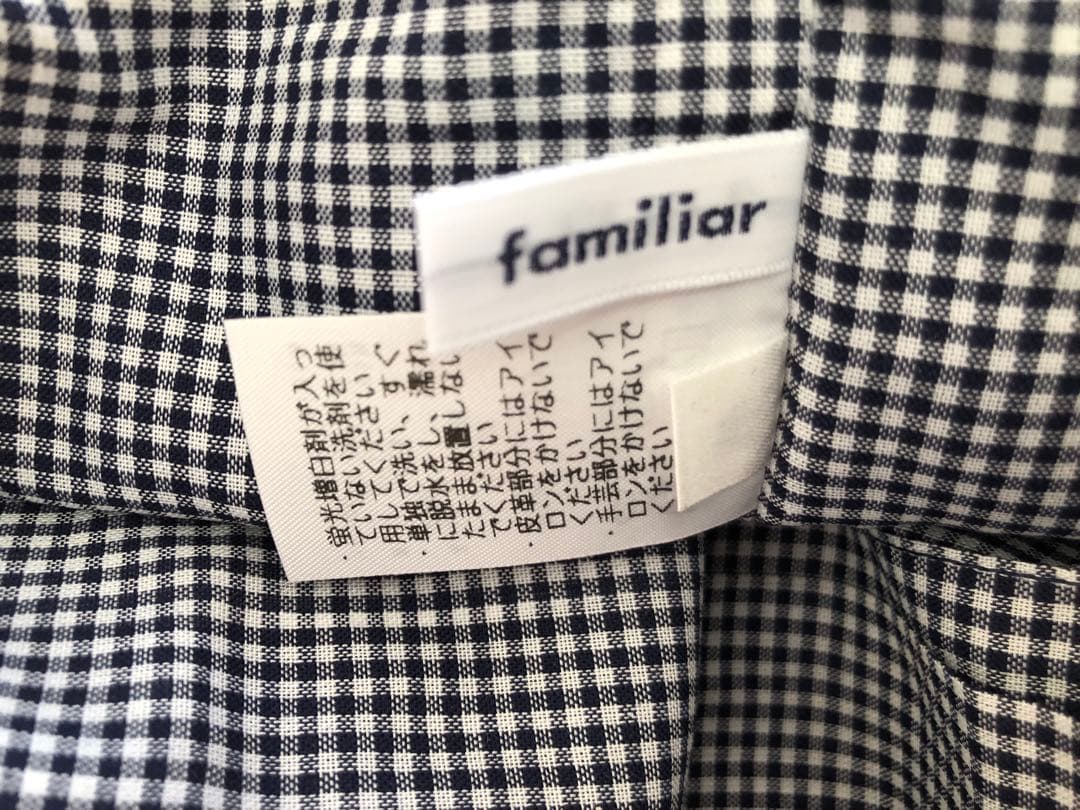 familiar
・蛍光増白剤が入っ
ていない洗剤を使
用してください
・単独で洗い、すぐ
に脱水をし、濡れ
たまま放置しない
でください
・皮革部分にはアイ
ロンをかけないで
ください
・手芸部分にはアイ
ロンをかけないで
ください